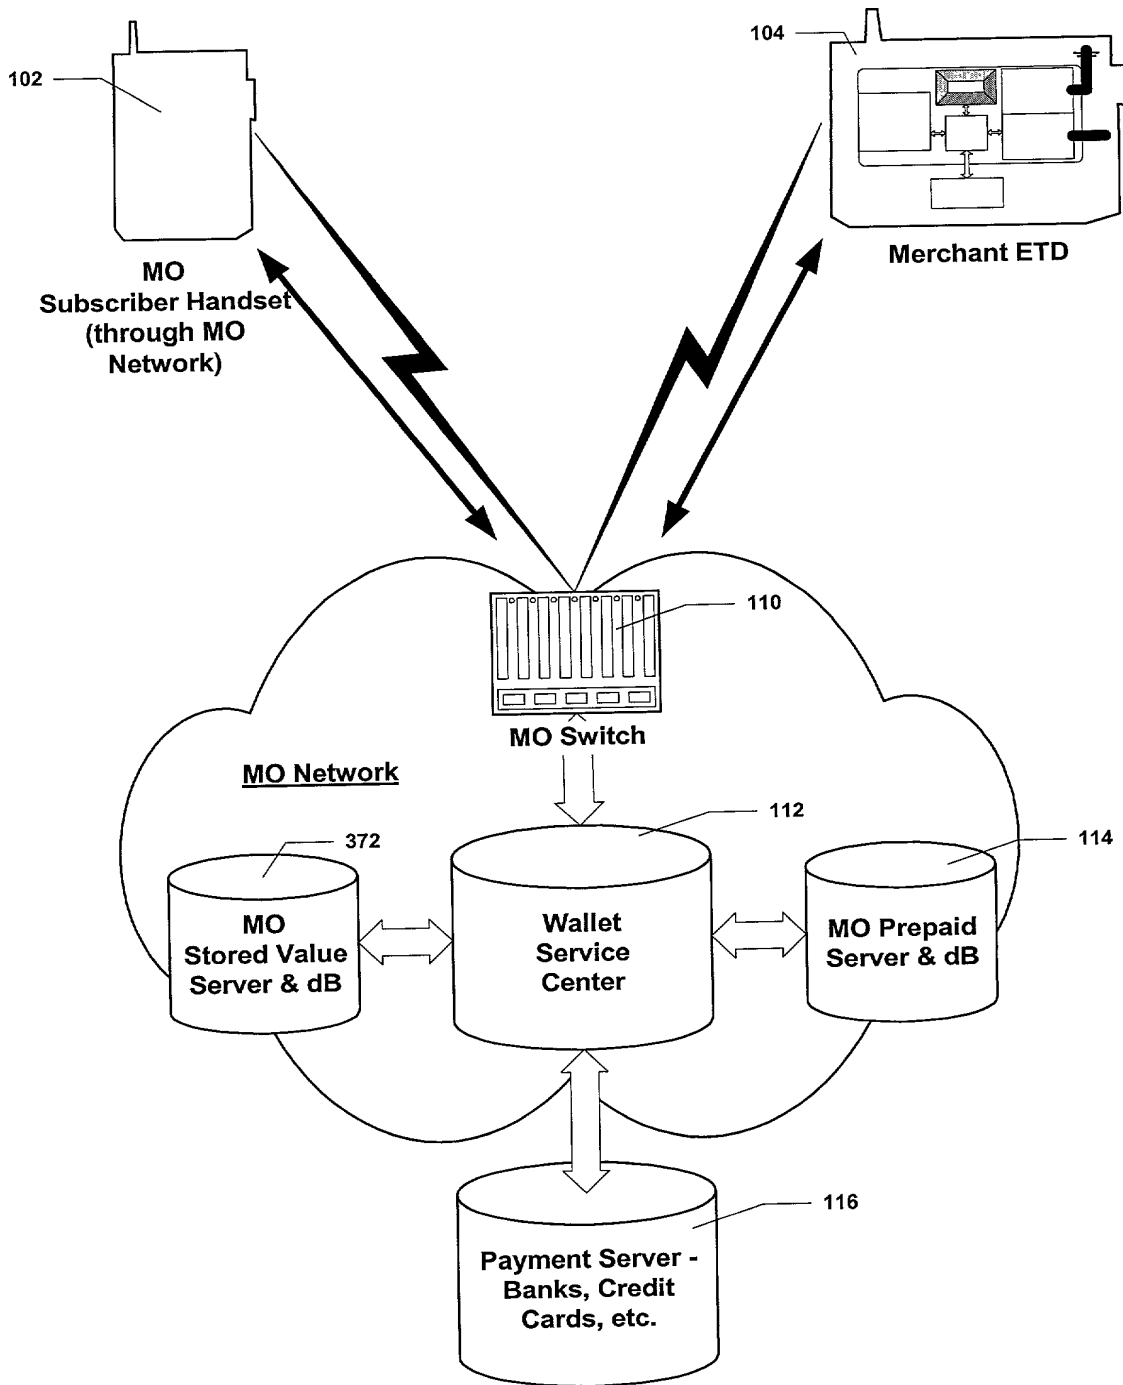 102
104
MO
Subscriber Handset
(through MO
Network)
Merchant ETD
110
MO Switch
MO Network
112
372
114
MO
Stored Value
Server & dB
Wallet
Service
Center
MO Prepaid
Server & dB
116
Payment Server -
Banks, Credit
Cards, etc.